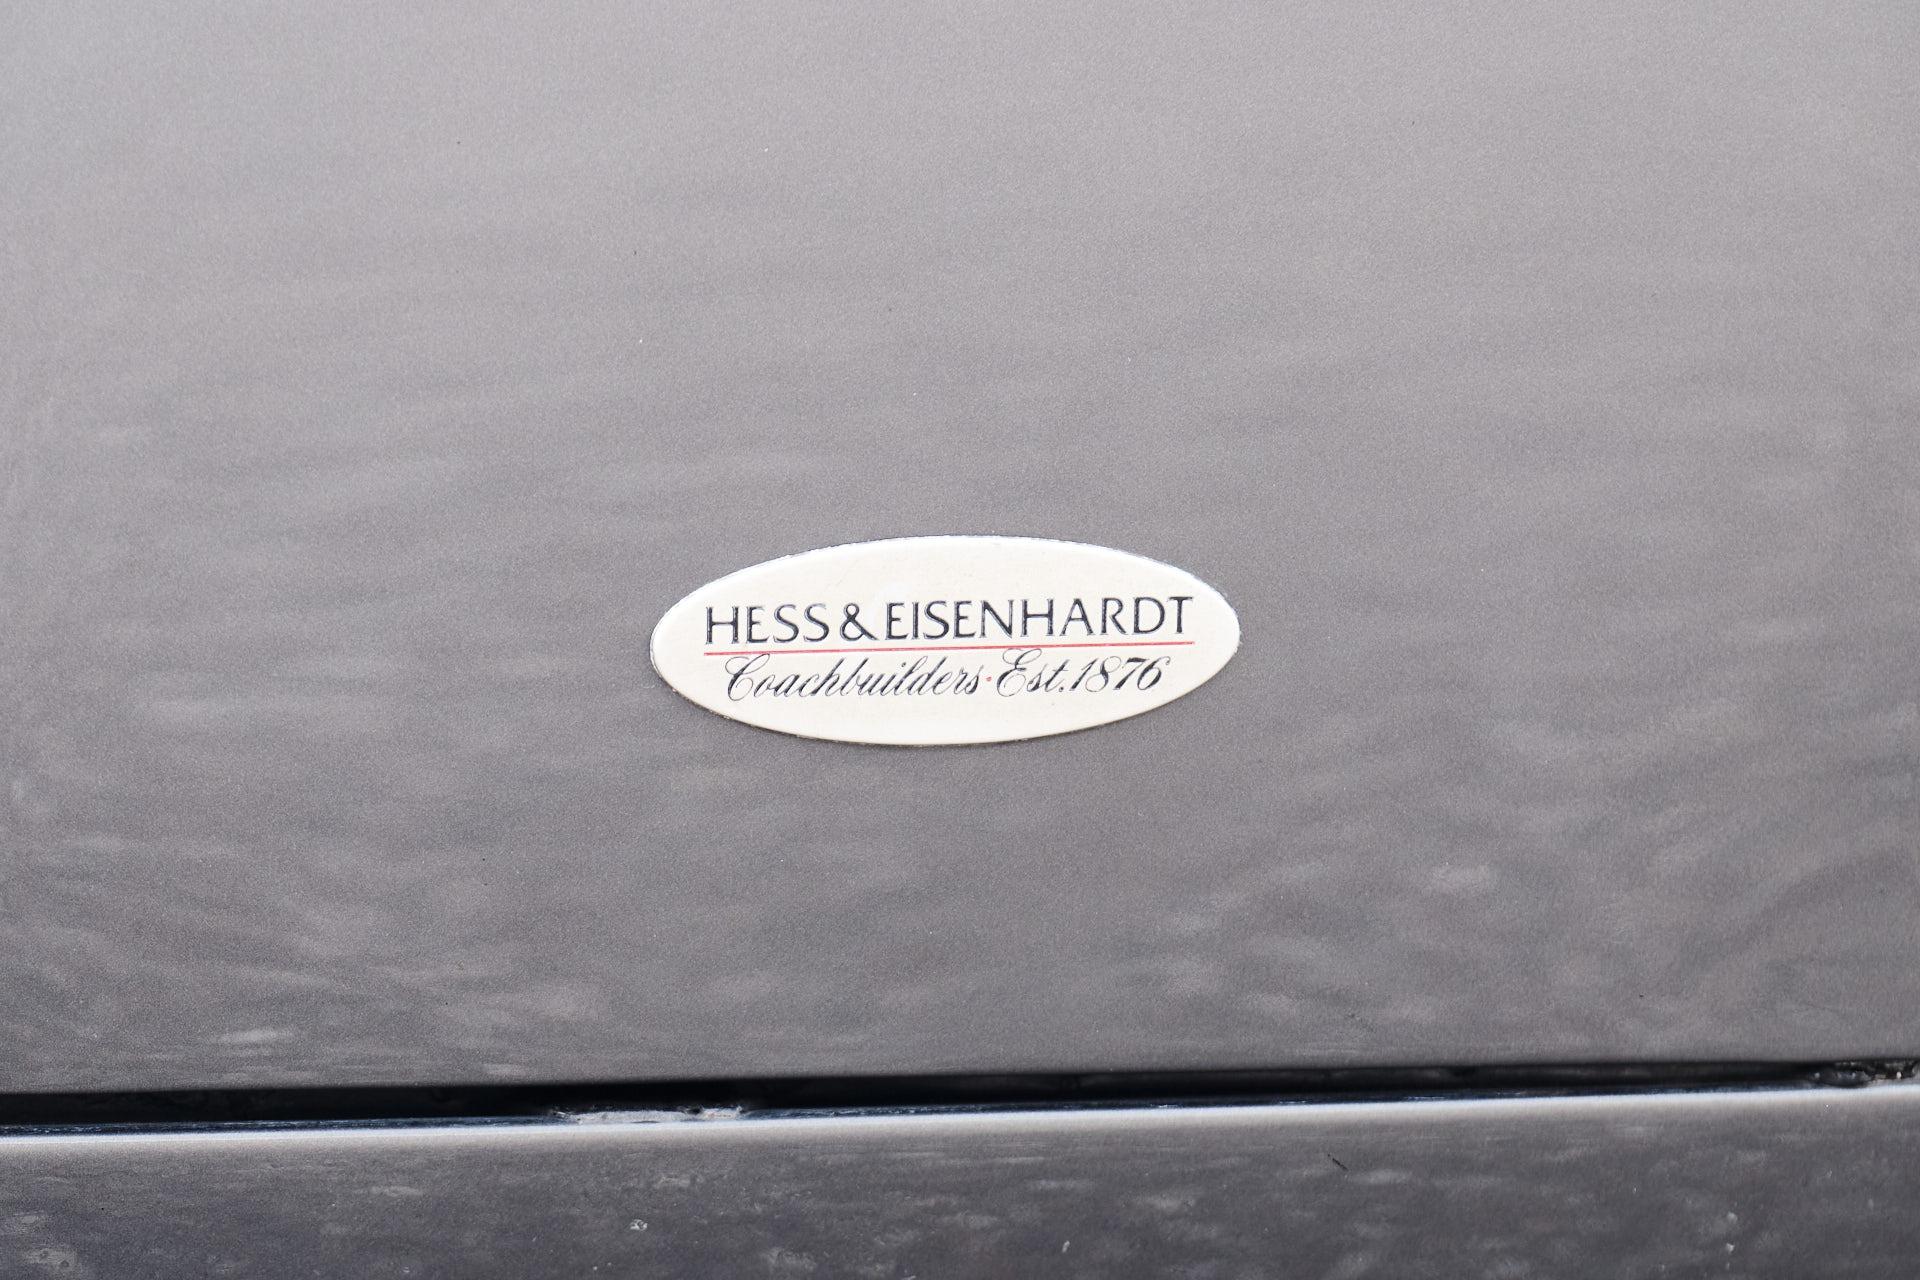 HESS & EISENHARDT
Coachbuilders · Est. 1876